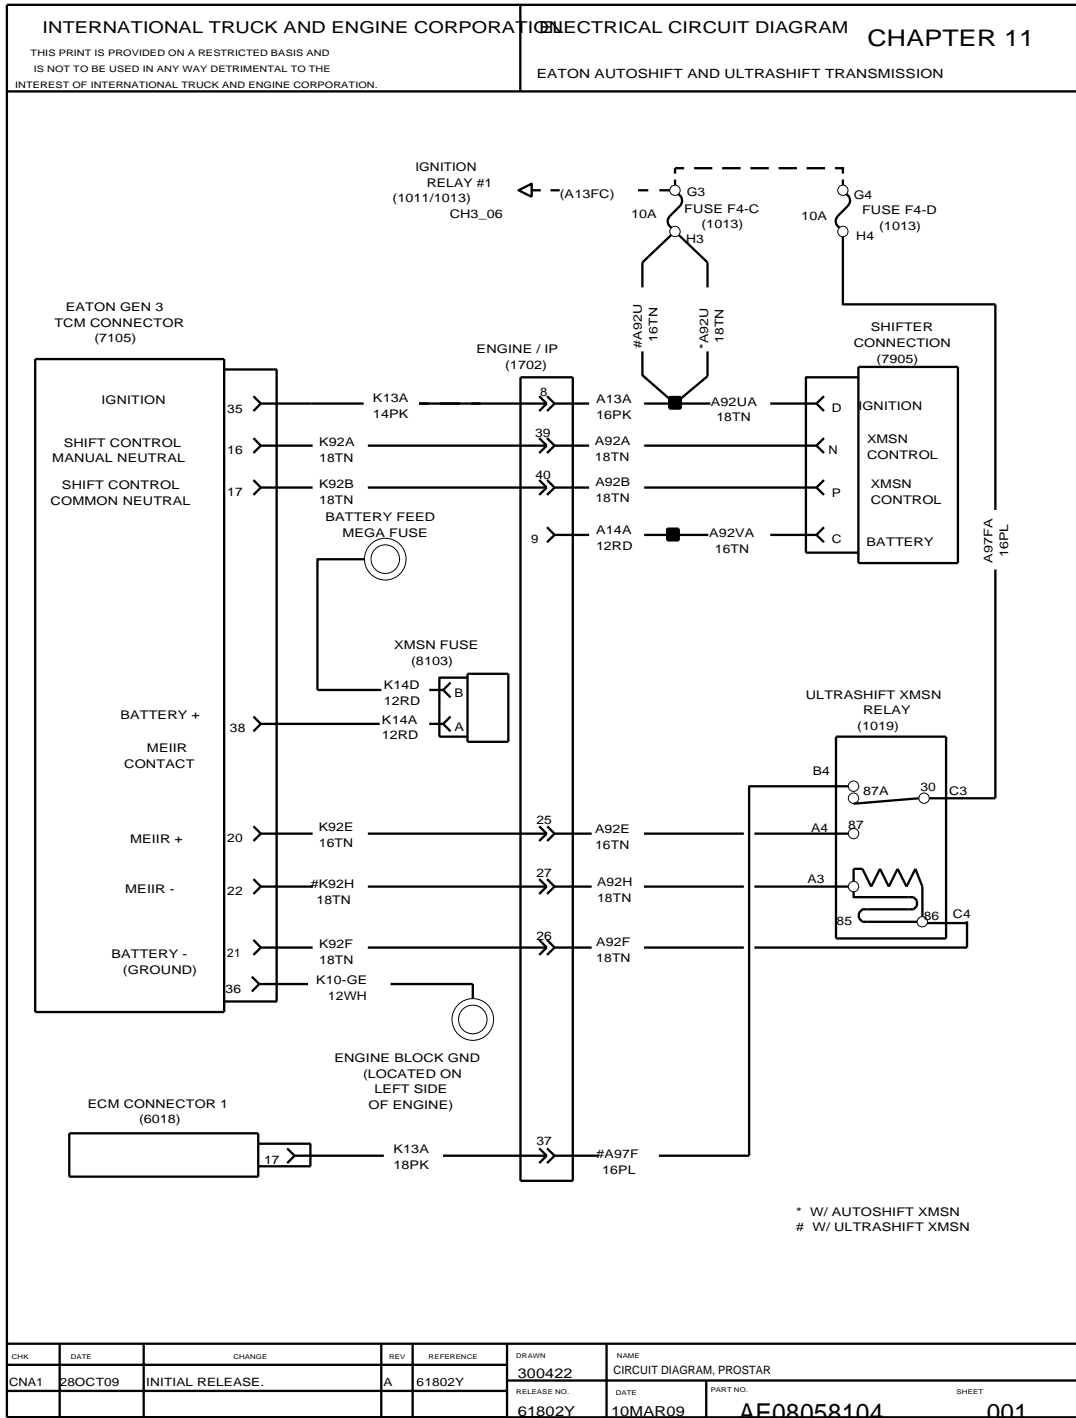 INTERNATIONAL TRUCK AND ENGINE CORPORATION
THIS PRINT IS PROVIDED ON A RESTRICTED BASIS AND
IS NOT TO BE USED IN ANY WAY DETRIMENTAL TO THE
INTEREST OF INTERNATIONAL TRUCK AND ENGINE CORPORATION.
ELECTRICAL CIRCUIT DIAGRAM
CHAPTER 11
EATON AUTOSHIFT AND ULTRASHIFT TRANSMISSION
IGNITION
RELAY #1
(1011/1013)
CH3_06
(A13FC)
G3
10A
FUSE F4-C
(1013)
H3
G4
10A
FUSE F4-D
(1013)
H4
#A92U
16TN
*A92U
18TN
EATON GEN 3
TCM CONNECTOR
(7105)
ENGINE / IP
(1702)
SHIFTER
CONNECTION
(7905)
IGNITION
35
K13A
14PK
8
A13A
16PK
A92UA
18TN
D
IGNITION
SHIFT CONTROL
MANUAL NEUTRAL
16
K92A
18TN
39
A92A
18TN
N
XMSN
CONTROL
SHIFT CONTROL
COMMON NEUTRAL
17
K92B
18TN
40
A92B
18TN
P
XMSN
CONTROL
BATTERY FEED
MEGA FUSE
9
A14A
12RD
A92VA
16TN
C
BATTERY
A97FA
16PL
XMSN FUSE
(8103)
K14D
12RD
B
BATTERY +
38
K14A
12RD
A
MEIIR
CONTACT
ULTRASHIFT XMSN
RELAY
(1019)
B4
87A
30
C3
MEIIR +
20
K92E
16TN
25
A92E
16TN
A4
87
MEIIR -
22
#K92H
18TN
27
A92H
18TN
A3
85
86
C4
BATTERY -
(GROUND)
21
K92F
18TN
26
A92F
18TN
36
K10-GE
12WH
ENGINE BLOCK GND
(LOCATED ON
LEFT SIDE
OF ENGINE)
ECM CONNECTOR 1
(6018)
17
K13A
18PK
37
#A97F
16PL
* W/ AUTOSHIFT XMSN
# W/ ULTRASHIFT XMSN
CHK DATE CHANGE REV REFERENCE
CNA1 28OCT09 INITIAL RELEASE. A 61802Y
DRAWN
300422
NAME
CIRCUIT DIAGRAM, PROSTAR
RELEASE NO.
61802Y
DATE
10MAR09
PART NO.
AE08058104
SHEET
001